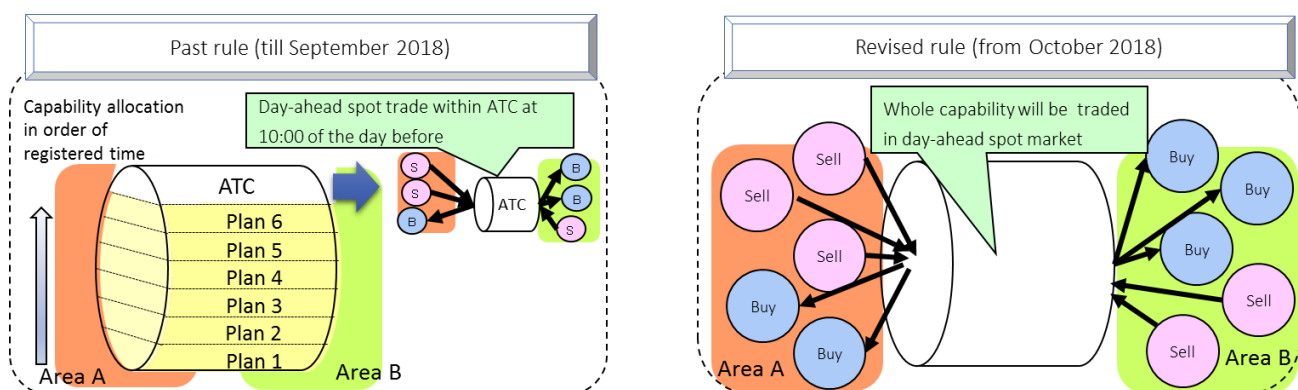 Past rule (till September 2018)
Capability allocation
in order of
registered time
Day-ahead spot trade within ATC at
10:00 of the day before
ATC
Plan 6
Plan 5
Plan 4
Plan 3
Plan 2
Plan 1
Area A
Area B
S
S
B
ATC
B
B
S
Revised rule (from October 2018)
Whole capability will be traded
in day-ahead spot market
Sell
Sell
Sell
Buy
Buy
Area A
Buy
Buy
Buy
Sell
Sell
Area B